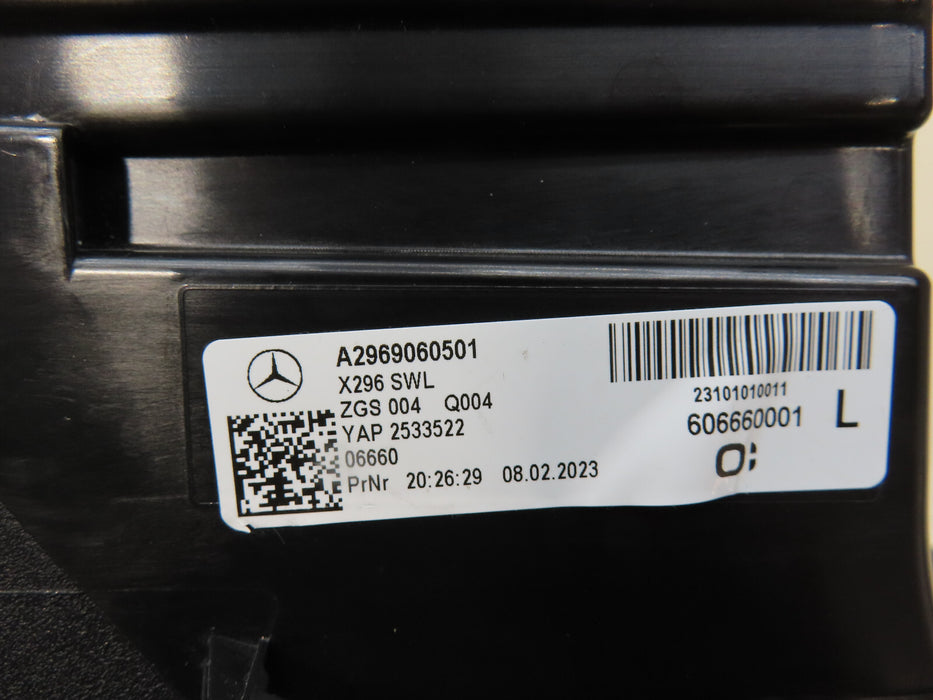 A2969060501
X296 SWL
ZGS 004 Q004
YAP 2533522
06660
PrNr 20:26:29 08.02.2023
23101010011
606660001 L